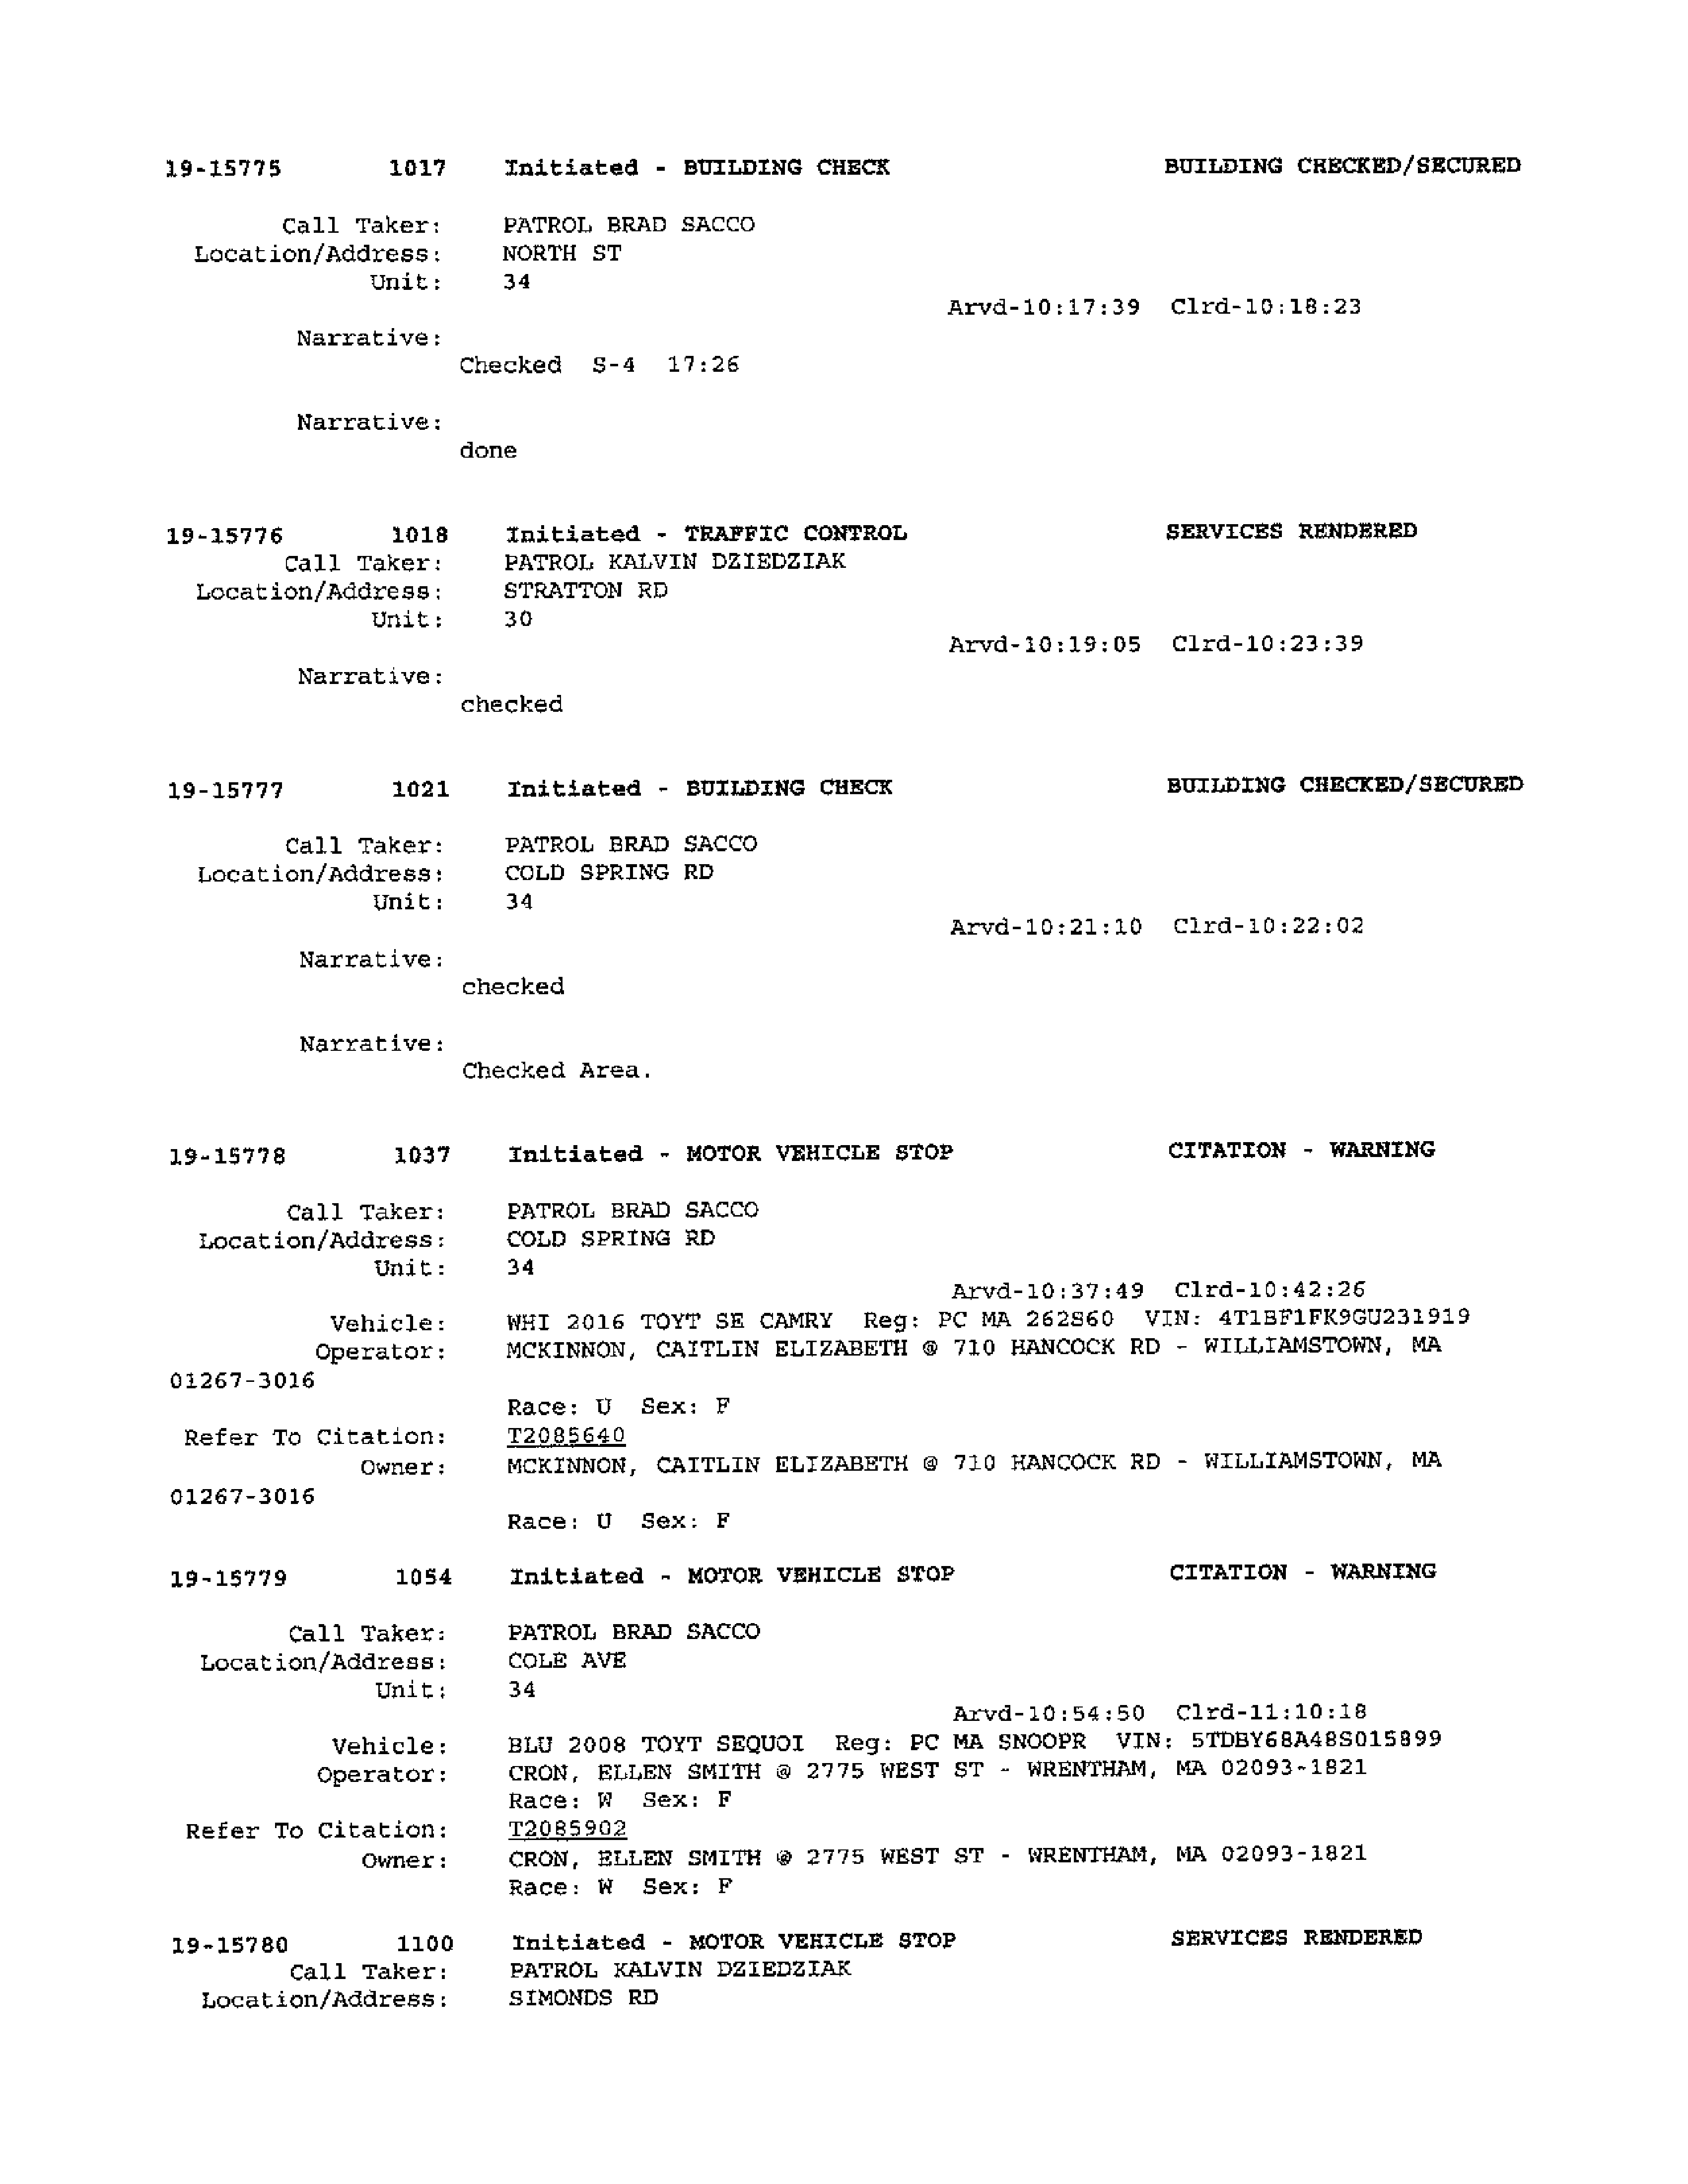 19-15775 1017 Initiated - BUILDING CHECK BUILDING CHECKED/SECURED
Call Taker: PATROL BRAD SACCO
Location/Address: NORTH ST
Unit: 34
Arvd-10:17:39 Clrd-10:18:23
Narrative:
Checked S-4 17:26
Narrative:
done
19-15776 1018 Initiated - TRAFFIC CONTROL SERVICES RENDERED
Call Taker: PATROL KALVIN DZIEDZIAK
Location/Address: STRATTON RD
Unit: 30
Arvd-10:19:05 Clrd-10:23:39
Narrative:
checked
19-15777 1021 Initiated - BUILDING CHECK BUILDING CHECKED/SECURED
Call Taker: PATROL BRAD SACCO
Location/Address: COLD SPRING RD
Unit: 34
Arvd-10:21:10 Clrd-10:22:02
Narrative:
checked
Narrative:
Checked Area.
19-15778 1037 Initiated - MOTOR VEHICLE STOP CITATION - WARNING
Call Taker: PATROL BRAD SACCO
Location/Address: COLD SPRING RD
Unit: 34
Arvd-10:37:49 Clrd-10:42:26
Vehicle: WHI 2016 TOYT SE CAMRY Reg: PC MA 262S60 VIN: 4T1BF1FK9GU231919
Operator: MCKINNON, CAITLIN ELIZABETH @ 710 HANCOCK RD - WILLIAMSTOWN, MA
01267-3016
Race: U Sex: F
Refer To Citation: T2085640
Owner: MCKINNON, CAITLIN ELIZABETH @ 710 HANCOCK RD - WILLIAMSTOWN, MA
01267-3016
Race: U Sex: F
19-15779 1054 Initiated - MOTOR VEHICLE STOP CITATION - WARNING
Call Taker: PATROL BRAD SACCO
Location/Address: COLE AVE
Unit: 34
Arvd-10:54:50 Clrd-11:10:18
Vehicle: BLU 2008 TOYT SEQUOI Reg: PC MA SNOOPR VIN: 5TDBY68A48S015899
Operator: CRON, ELLEN SMITH @ 2775 WEST ST - WRENTHAM, MA 02093-1821
Race: W Sex: F
Refer To Citation: T2085902
Owner: CRON, ELLEN SMITH @ 2775 WEST ST - WRENTHAM, MA 02093-1821
Race: W Sex: F
19-15780 1100 Initiated - MOTOR VEHICLE STOP SERVICES RENDERED
Call Taker: PATROL KALVIN DZIEDZIAK
Location/Address: SIMONDS RD